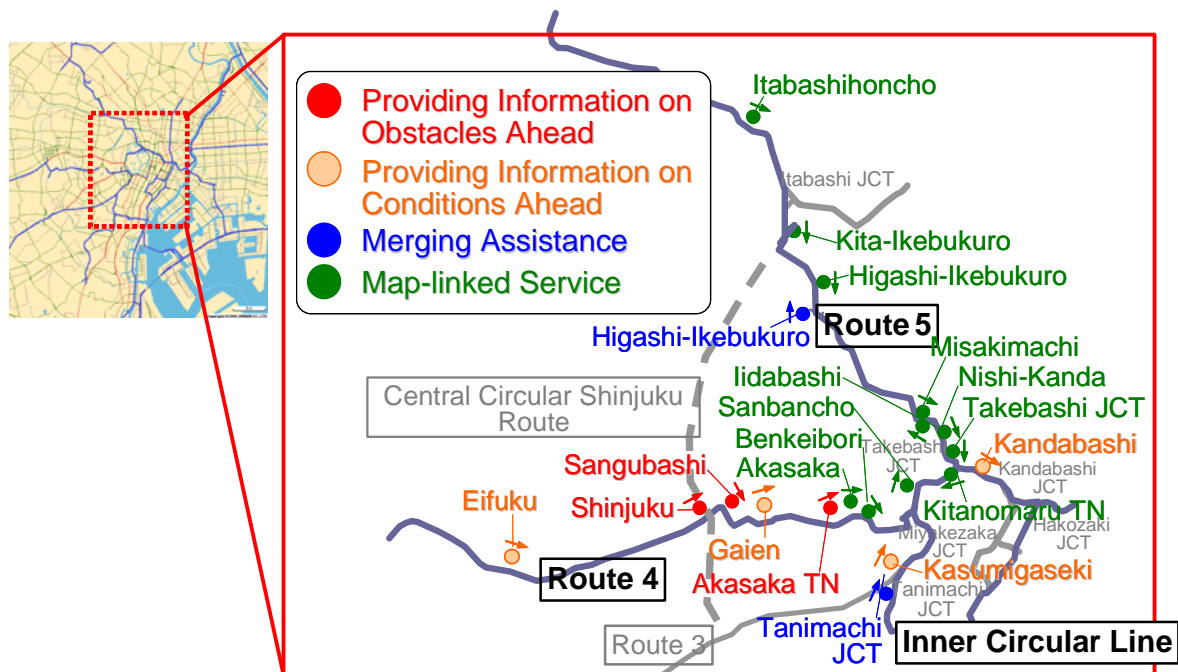 Providing Information on
Obstacles Ahead
Providing Information on
Conditions Ahead
Merging Assistance
Map-linked Service
Itabashihoncho
Itabashi JCT
Kita-Ikebukuro
Higashi-Ikebukuro
Higashi-Ikebukuro
Route 5
Misakimachi
Iidabashi
Nishi-Kanda
Central Circular Shinjuku
Route
Sanbancho
Takebashi JCT
Benkeibori
Takebashi
JCT
Kandabashi
Sangubashi
Akasaka
Kandabashi
JCT
Eifuku
Shinjuku
Kitanomaru TN
Gaien
Miyakezaka
JCT
Hakozaki
JCT
Route 4
Akasaka TN
Kasumigaseki
Tanimachi
JCT
Route 3
Tanimachi
JCT
Inner Circular Line